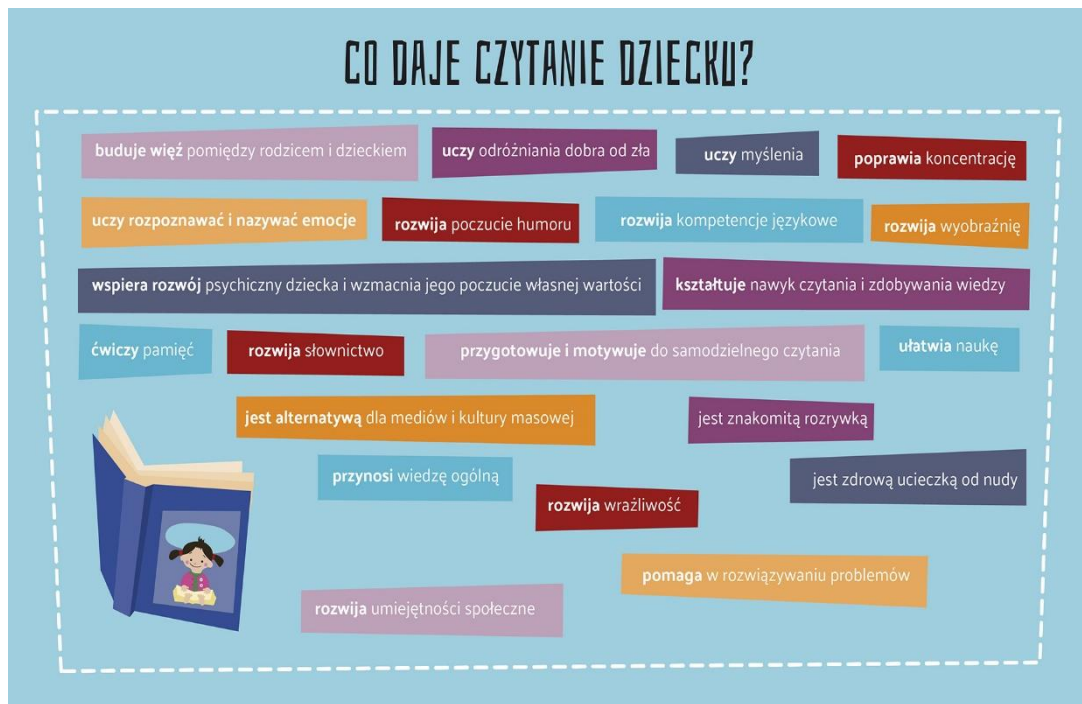 CO DAJE CZYTANIE DZIECKU?
buduje więź pomiędzy rodzicem i dzieckiem
uczy odróżniania dobra od zła
uczy myślenia
poprawia koncentrację
uczy rozpoznawać i nazywać emocje
rozwija poczucie humoru
rozwija kompetencje językowe
rozwija wyobraźnię
wspiera rozwój psychiczny dziecka i wzmacnia jego poczucie własnej wartości
kształtuje nawyk czytania i zdobywania wiedzy
ćwiczy pamięć
rozwija słownictwo
przygotowuje i motywuje do samodzielnego czytania
ułatwia naukę
jest alternatywą dla mediów i kultury masowej
jest znakomitą rozrywką
przynosi wiedzę ogólną
jest zdrową ucieczką od nudy
rozwija wrażliwość
pomaga w rozwiązywaniu problemów
rozwija umiejętności społeczne